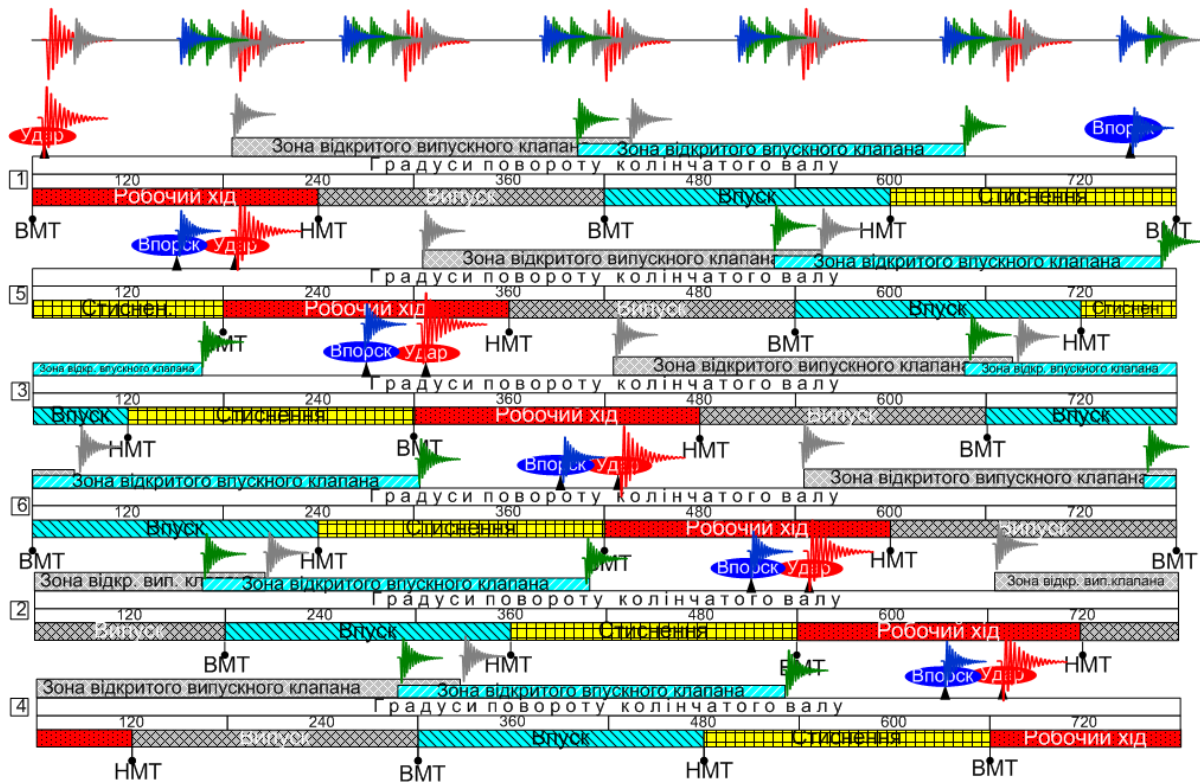 Удар
Впорск
Зона відкритого випускного клапана
Зона відкритого впускного клапана
Градуси повороту колінчатого валу
1
120 240 360 480 600 720
Робочий хід Випуск Впуск Стиснення
ВМТ НМТ ВМТ НМТ ВМТ
Впорск Удар
Зона відкритого випускного клапана
Зона відкритого впускного клапана
Градуси повороту колінчатого валу
5
120 240 360 480 600 720
Стиснен. Робочий хід Випуск Впуск Стиснен
ВМТ НМТ ВМТ НМТ
Впорск Удар
Зона відкр. впускного клапана Зона відкритого випускного клапана Зона відкр. впускного клапана
Градуси повороту колінчатого валу
3
120 240 360 480 600 720
Впуск Стиснення Робочий хід Випуск Впуск
НМТ ВМТ НМТ ВМТ
Впорск Удар
Зона відкритого впускного клапана Зона відкритого випускного клапана
Градуси повороту колінчатого валу
6
120 240 360 480 600 720
Впуск Стиснення Робочий хід Випуск
ВМТ НМТ ВМТ НМТ ВМТ
Впорск Удар
Зона відкр. вип. клапана Зона відкритого впускного клапана Зона відкр. вип.клапана
Градуси повороту колінчатого валу
2
120 240 360 480 600 720
Випуск Впуск Стиснення Робочий хід
ВМТ НМТ ВМТ НМТ
Впорск Удар
Зона відкритого випускного клапана Зона відкритого впускного клапана
Градуси повороту колінчатого валу
4
120 240 360 480 600 720
Випуск Впуск Стиснення Робочий хід
НМТ ВМТ НМТ ВМТ